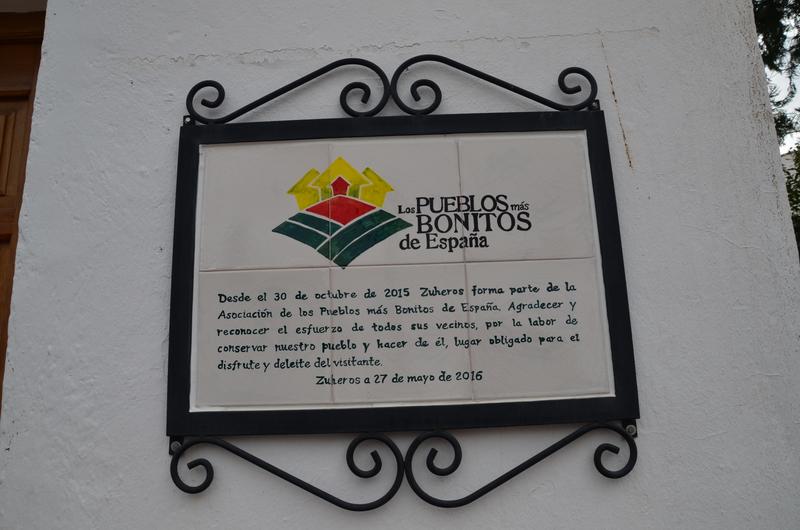 Los PUEBLOS más
BONITOS
de España
Desde el 30 de octubre de 2015 Zuheros forma parte de la
Asociación de los Pueblos más Bonitos de España. Agradecer y
reconocer el esfuerzo de todos sus vecinos, por la labor de
conservar nuestro pueblo y hacer de él, lugar obligado para el
disfrute y deleite del visitante.
Zuheros a 27 de mayo de 2016